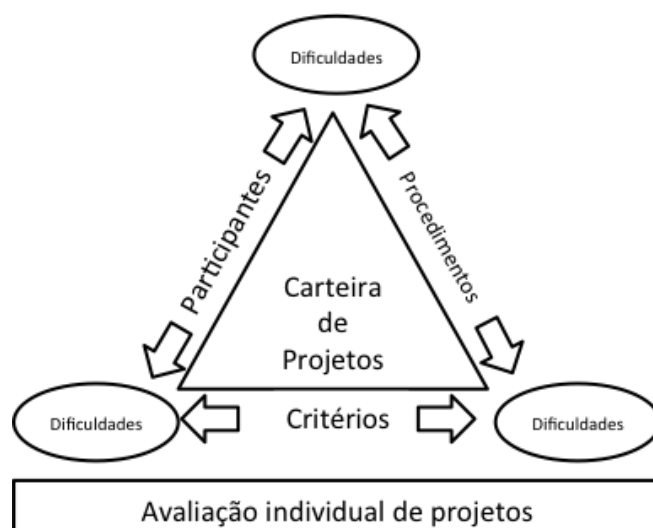 Dificuldades
Participantes
Procedimentos
Carteira
de
Projetos
Dificuldades
Critérios
Dificuldades
Avaliação individual de projetos